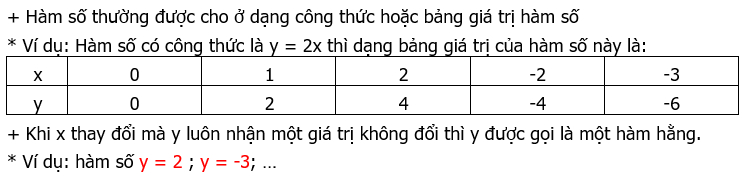 + Hàm số thường được cho ở dạng công thức hoặc bảng giá trị hàm số
* Ví dụ: Hàm số có công thức là y = 2x thì dạng bảng giá trị của hàm số này là:
x 0 1 2 -2 -3
y 0 2 4 -4 -6
+ Khi x thay đổi mà y luôn nhận một giá trị không đổi thì y được gọi là một hàm hằng.
* Ví dụ: hàm số y = 2 ; y = -3; ...